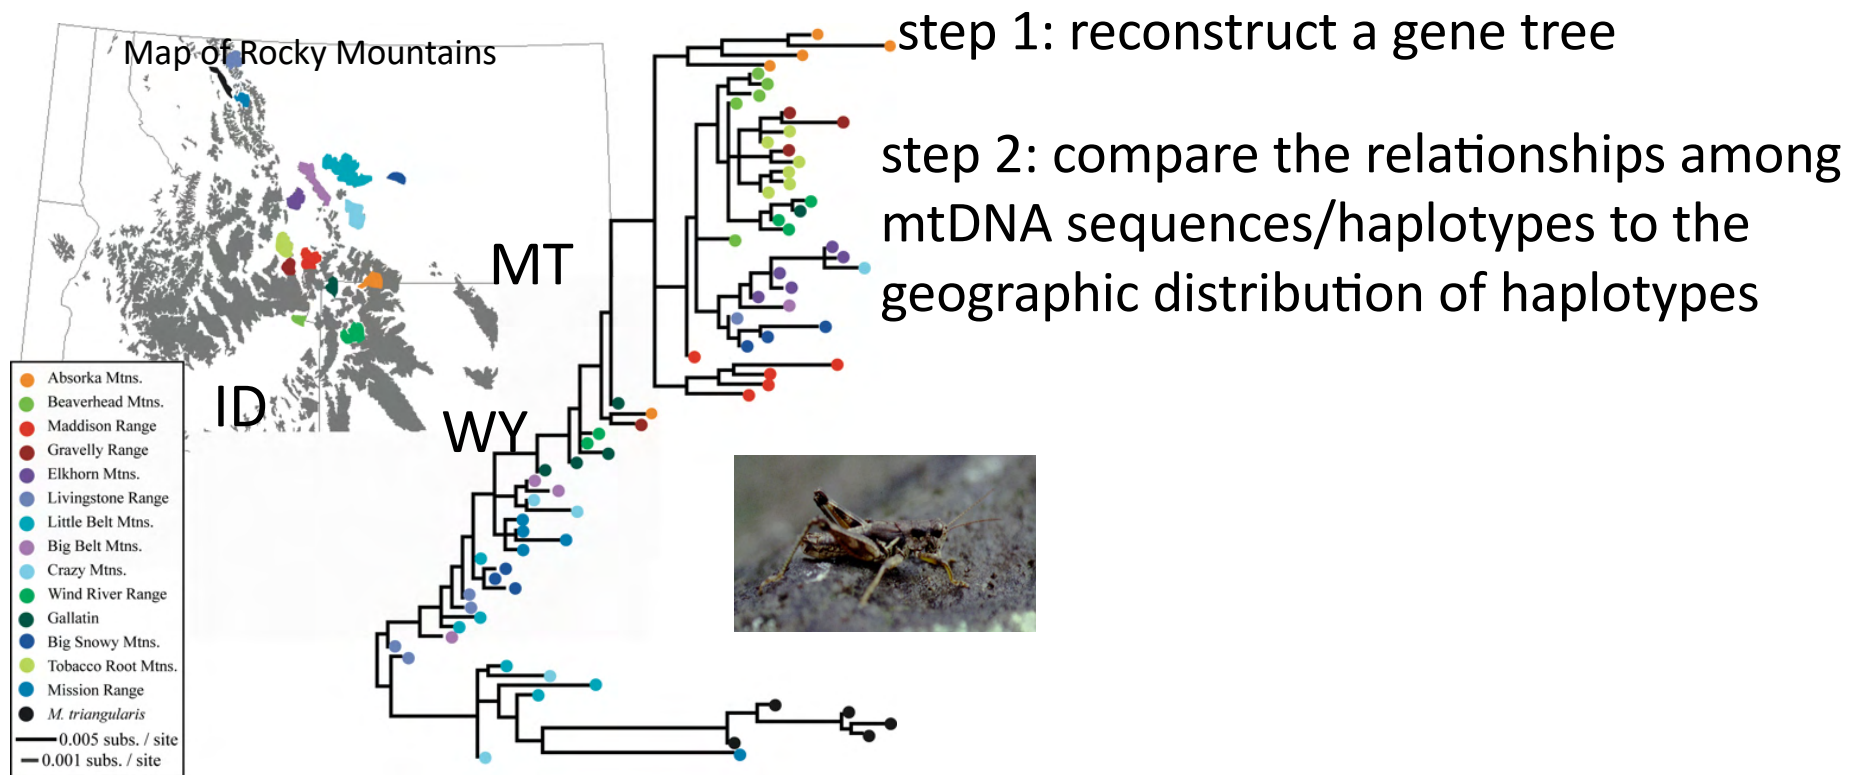 Map of Rocky Mountains
step 1: reconstruct a gene tree
step 2: compare the relationships among
mtDNA sequences/haplotypes to the
geographic distribution of haplotypes
MT
ID
WY
Absorka Mtns.
Beaverhead Mtns.
Maddison Range
Gravelly Range
Elkhorn Mtns.
Livingstone Range
Little Belt Mtns.
Big Belt Mtns.
Crazy Mtns.
Wind River Range
Gallatin
Big Snowy Mtns.
Tobacco Root Mtns.
Mission Range
M. triangularis
0.005 subs. / site
0.001 subs. / site